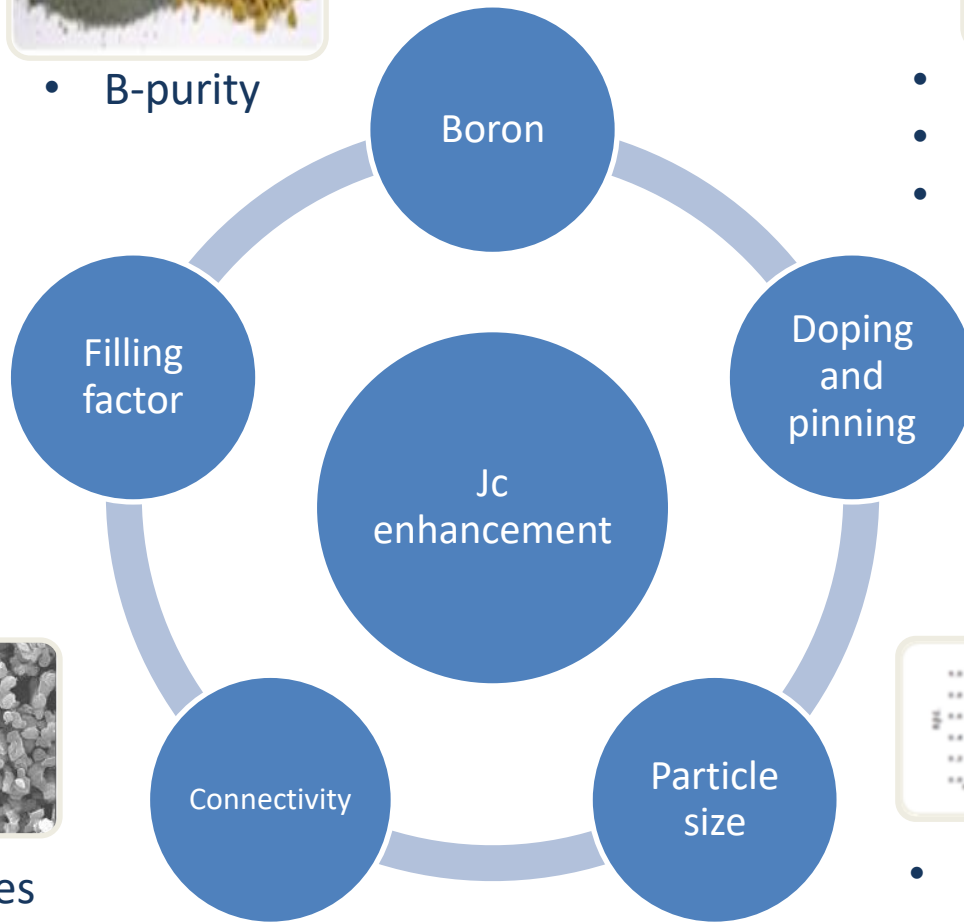 • B-purity
Boron
•
•
•
Filling
factor
Doping
and
pinning
Jc
enhancement
Connectivity
Particle
size
es
•